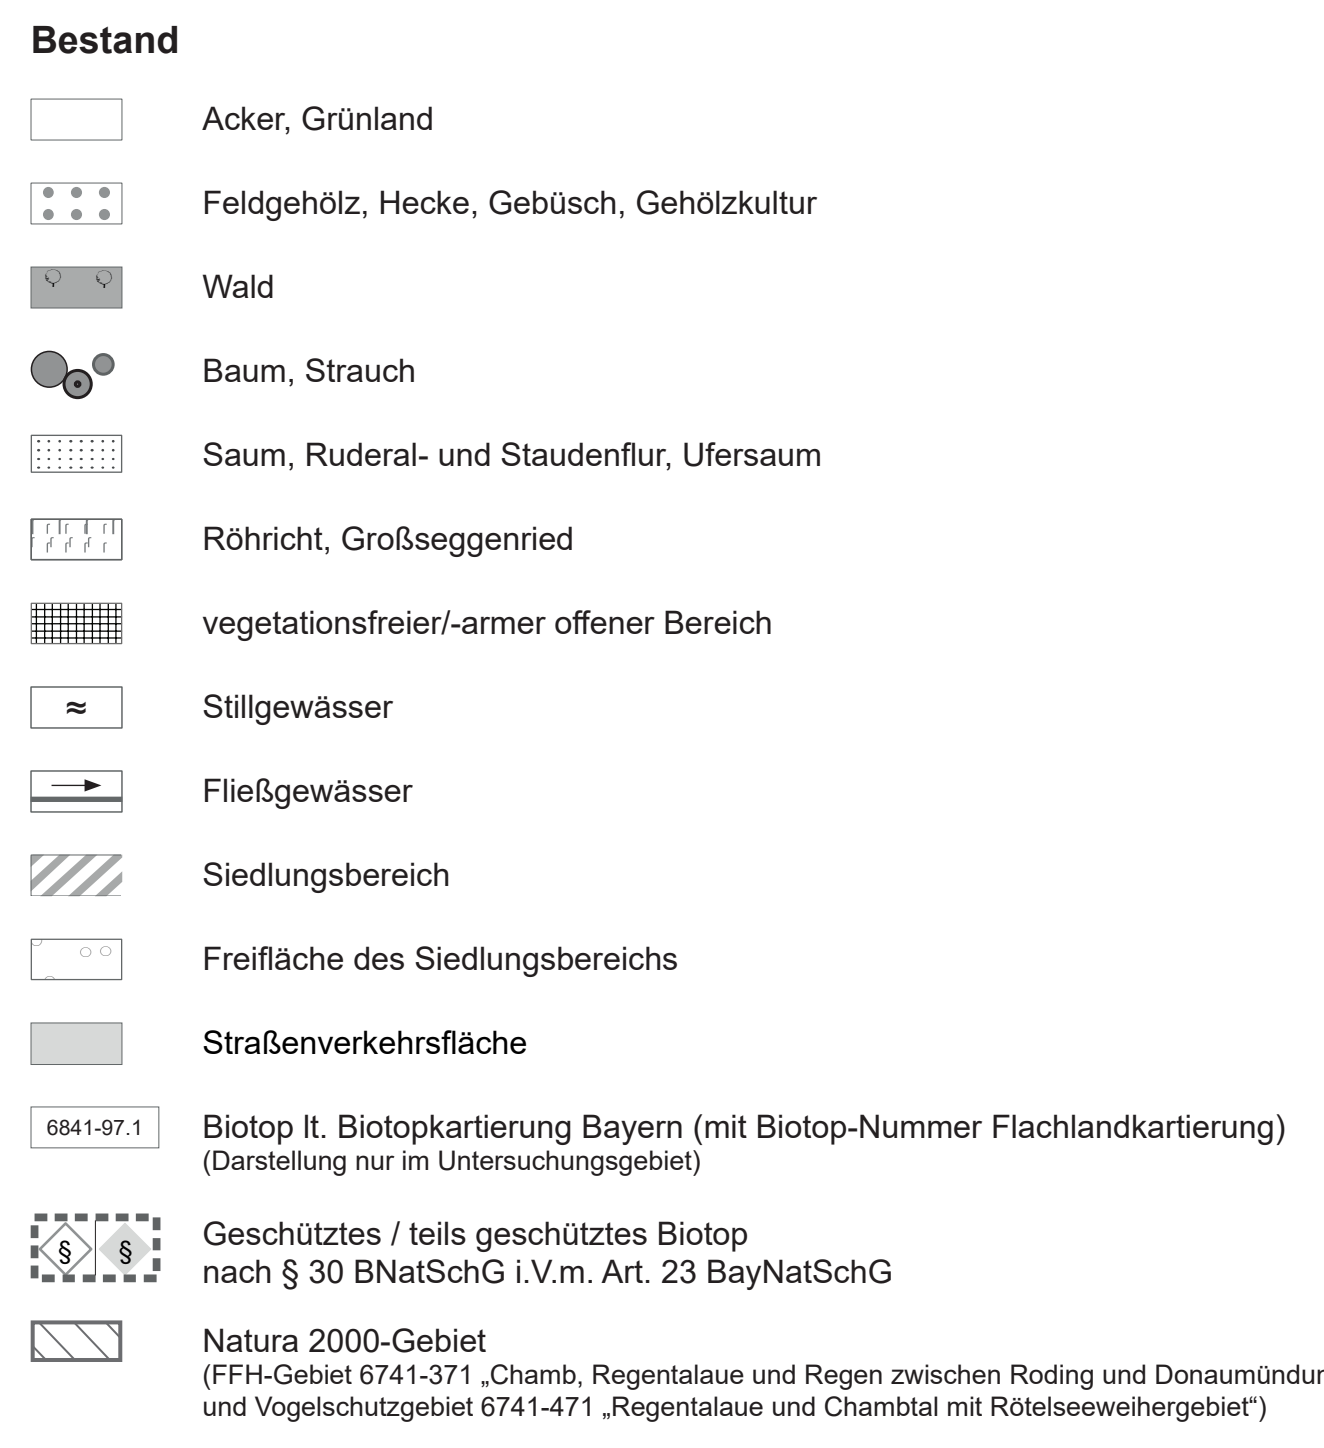 Bestand
Acker, Grünland
Feldgehölz, Hecke, Gebüsch, Gehölzkultur
Wald
Baum, Strauch
Saum, Ruderal- und Staudenflur, Ufersaum
Röhricht, Großseggenried
vegetationsfreier/-armer offener Bereich
≈
Stillgewässer
Fließgewässer
Siedlungsbereich
Freifläche des Siedlungsbereichs
Straßenverkehrsfläche
6841-97.1
Biotop lt. Biotopkartierung Bayern (mit Biotop-Nummer Flachlandkartierung)
(Darstellung nur im Untersuchungsgebiet)
§ §
Geschütztes / teils geschütztes Biotop
nach § 30 BNatSchG i.V.m. Art. 23 BayNatSchG
Natura 2000-Gebiet
(FFH-Gebiet 6741-371 „Chamb, Regentalaue und Regen zwischen Roding und
und Vogelschutzgebiet 6741-471 „Regentalaue und Chambtal mit Rötelseeweihergebiet“)